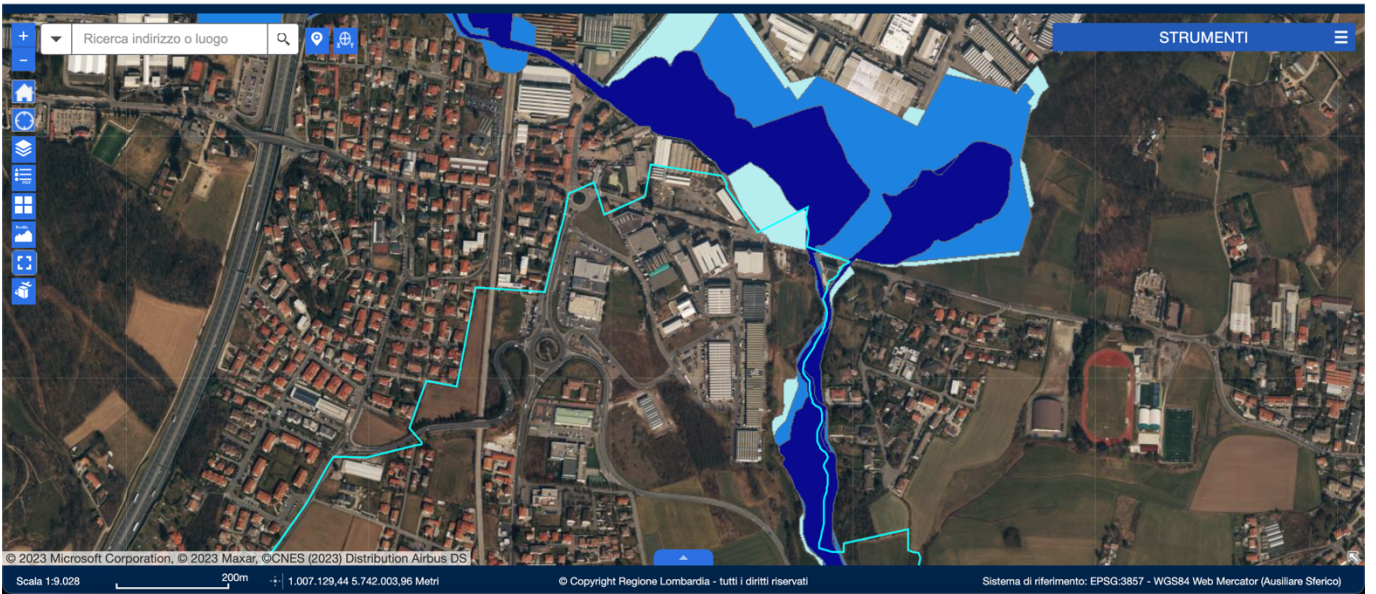 Ricerca indirizzo o luogo
STRUMENTI
© 2023 Microsoft Corporation, © 2023 Maxar, ©CNES (2023) Distribution Airbus DS
Scala 1:9.028
200m
1.007.129,44 5.742.003,96 Metri
© Copyright Regione Lombardia - tutti i diritti riservati
Sistema di riferimento: EPSG:3857 - WGS84 Web Mercator (Ausiliare Sferico)